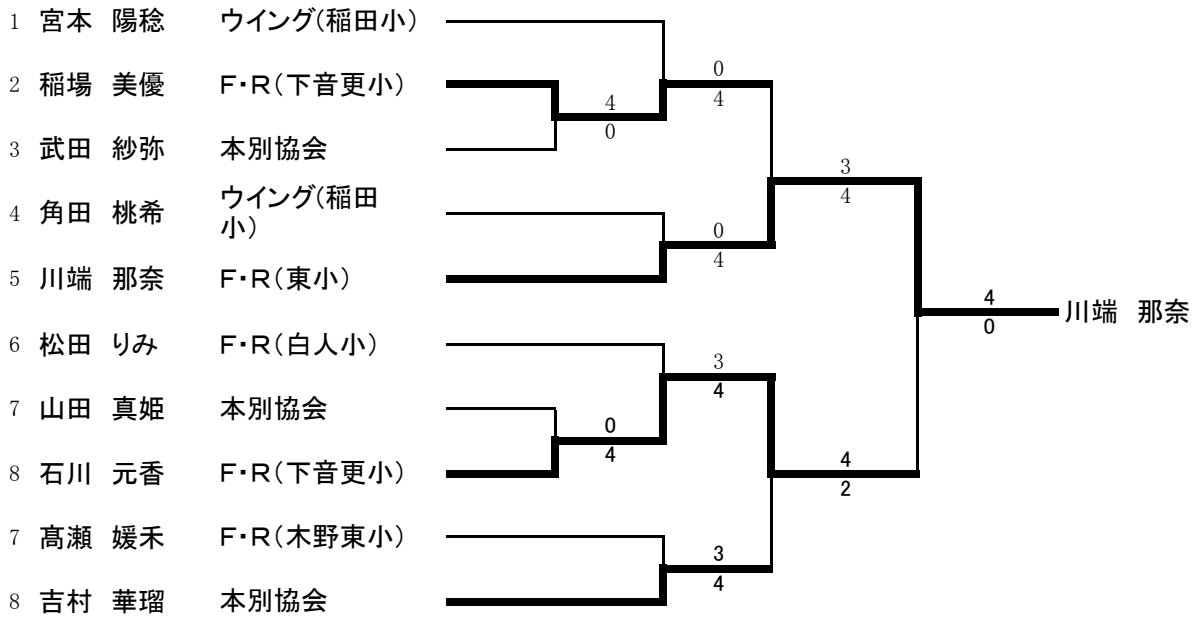 1 宮本 陽稔 ウイング(稲田小)
2 稲場 美優 F・R(下音更小)
3 武田 紗弥 本別協会
4 角田 桃希 ウイング(稲田
小)
5 川端 那奈 F・R(東小)
6 松田 りみ F・R(白人小)
7 山田 真姫 本別協会
8 石川 元香 F・R(下音更小)
7 髙瀬 媛禾 F・R(木野東小)
8 吉村 華瑠 本別協会
4
0
0
4
0
4
3
4
0
4
3
4
3
4
4
2
4
0
川端 那奈